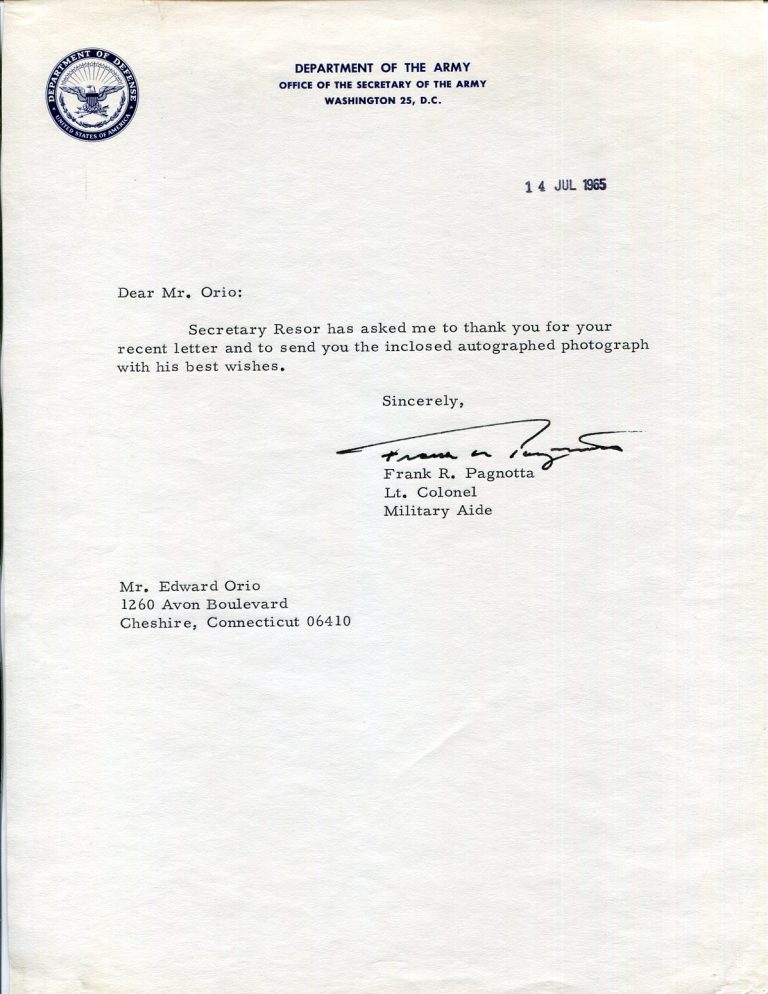 DEPARTMENT OF DEFENSE
UNITED STATES OF AMERICA
DEPARTMENT OF THE ARMY
OFFICE OF THE SECRETARY OF THE ARMY
WASHINGTON 25, D.C.
14 JUL 1965
Dear Mr. Orio:
Secretary Resor has asked me to thank you for your
recent letter and to send you the inclosed autographed photograph
with his best wishes.
Sincerely,
Frank R. Pagnotta
Frank R. Pagnotta
Lt. Colonel
Military Aide
Mr. Edward Orio
1260 Avon Boulevard
Cheshire, Connecticut 06410